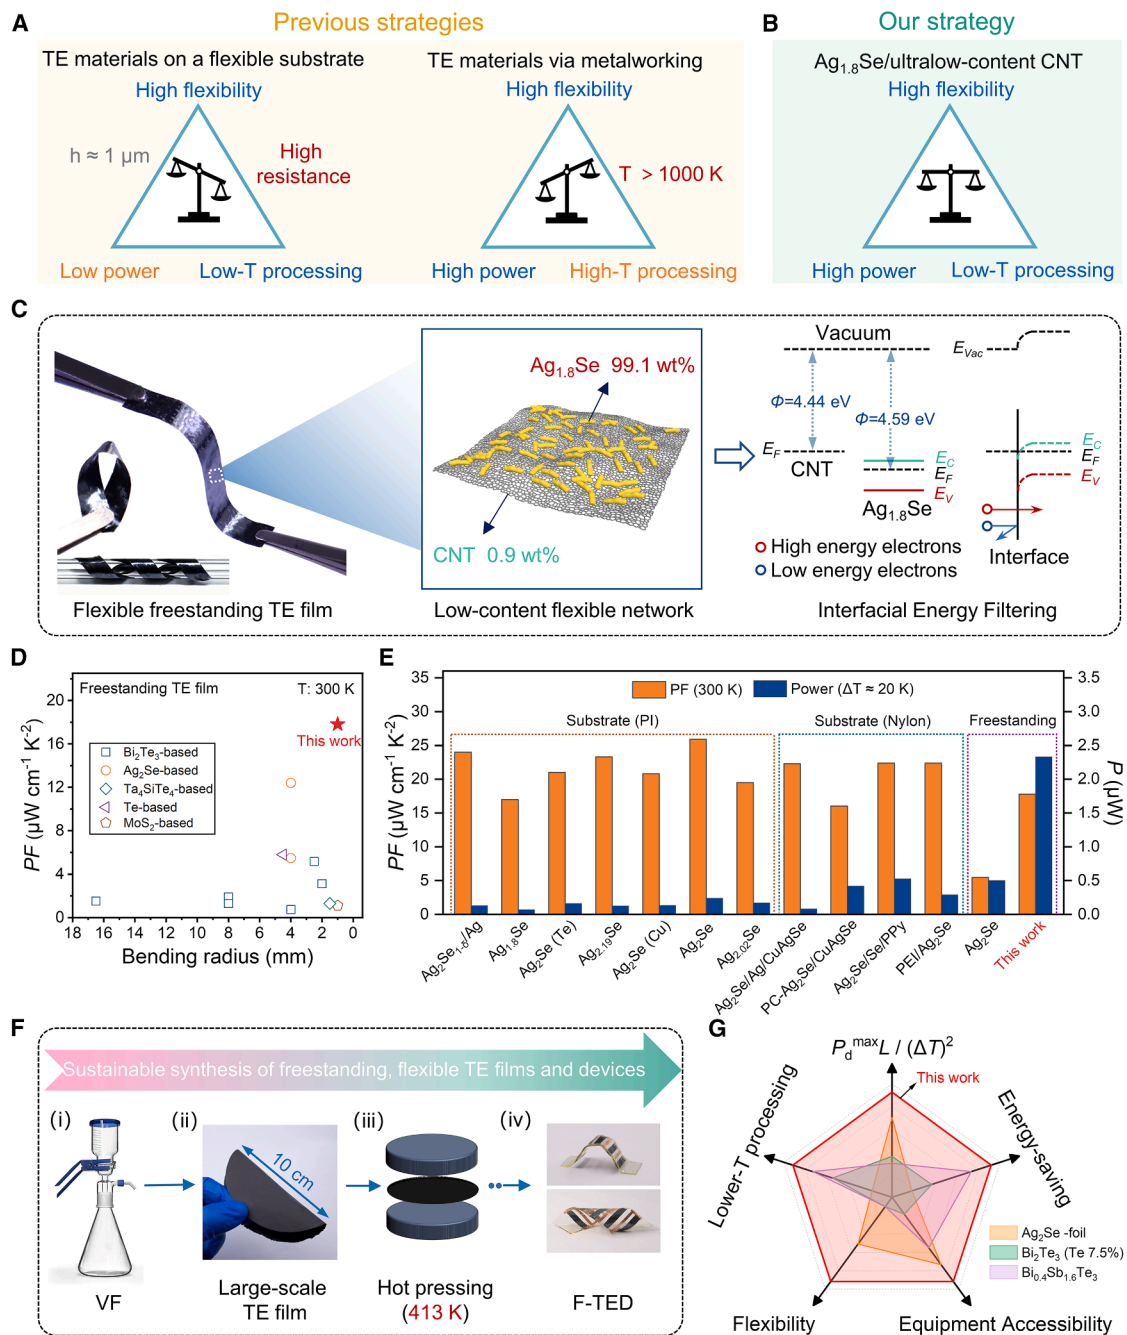 A
Previous strategies
TE materials on a flexible substrate
High flexibility
h ≈ 1 μm
High
resistance
Low power
Low-T processing
TE materials via metalworking
High flexibility
T > 1000 K
High power
High-T processing
B
Our strategy
Ag1.8Se/ultralow-content CNT
High flexibility
High power
Low-T processing
C
Flexible freestanding TE film
Ag1.8Se 99.1 wt%
CNT 0.9 wt%
Low-content flexible network
Vacuum
Φ=4.44 eV
Φ=4.59 eV
EF
CNT
EC
EF
EV
Ag1.8Se
EVac
EC
EF
EV
Interface
High energy electrons
Low energy electrons
Interfacial Energy Filtering
D
Freestanding TE film
T: 300 K
This work
Bi2Te3-based
Ag2Se-based
Ta4SiTe4-based
Te-based
MoS2-based
PF (μW cm-1 K-2)
20
16
12
8
4
0
18 16 14 12 10 8 6 4 2 0
Bending radius (mm)
E
PF (300 K)
Power (ΔT ≈ 20 K)
Substrate (PI)
Substrate (Nylon)
Freestanding
PF (μW cm-1 K-2)
35
30
25
20
15
10
5
0
3.5
3.0
2.5
2.0
1.5
1.0
0.5
0.0
P (μW)
Ag2Se1-δ/Ag
Ag1.8Se
Ag2Se (Te)
Ag2.19Se
Ag2Se (Cu)
Ag2Se
Ag2.02Se
Ag2Se/Ag/CuAgSe
PC-Ag2Se/CuAgSe
Ag2Se/Se/PPy
PEI/Ag2Se
Ag2Se
This work
F
Sustainable synthesis of freestanding, flexible TE films and devices
(i)
VF
(ii)
10 cm
Large-scale
TE film
(iii)
Hot pressing
(413 K)
(iv)
F-TED
G
PdmaxL / (ΔT)2
This work
Energy-saving
Lower-T processing
Flexibility
Equipment Accessibility
Ag2Se -foil
Bi2Te3 (Te 7.5%)
Bi0.4Sb1.6Te3